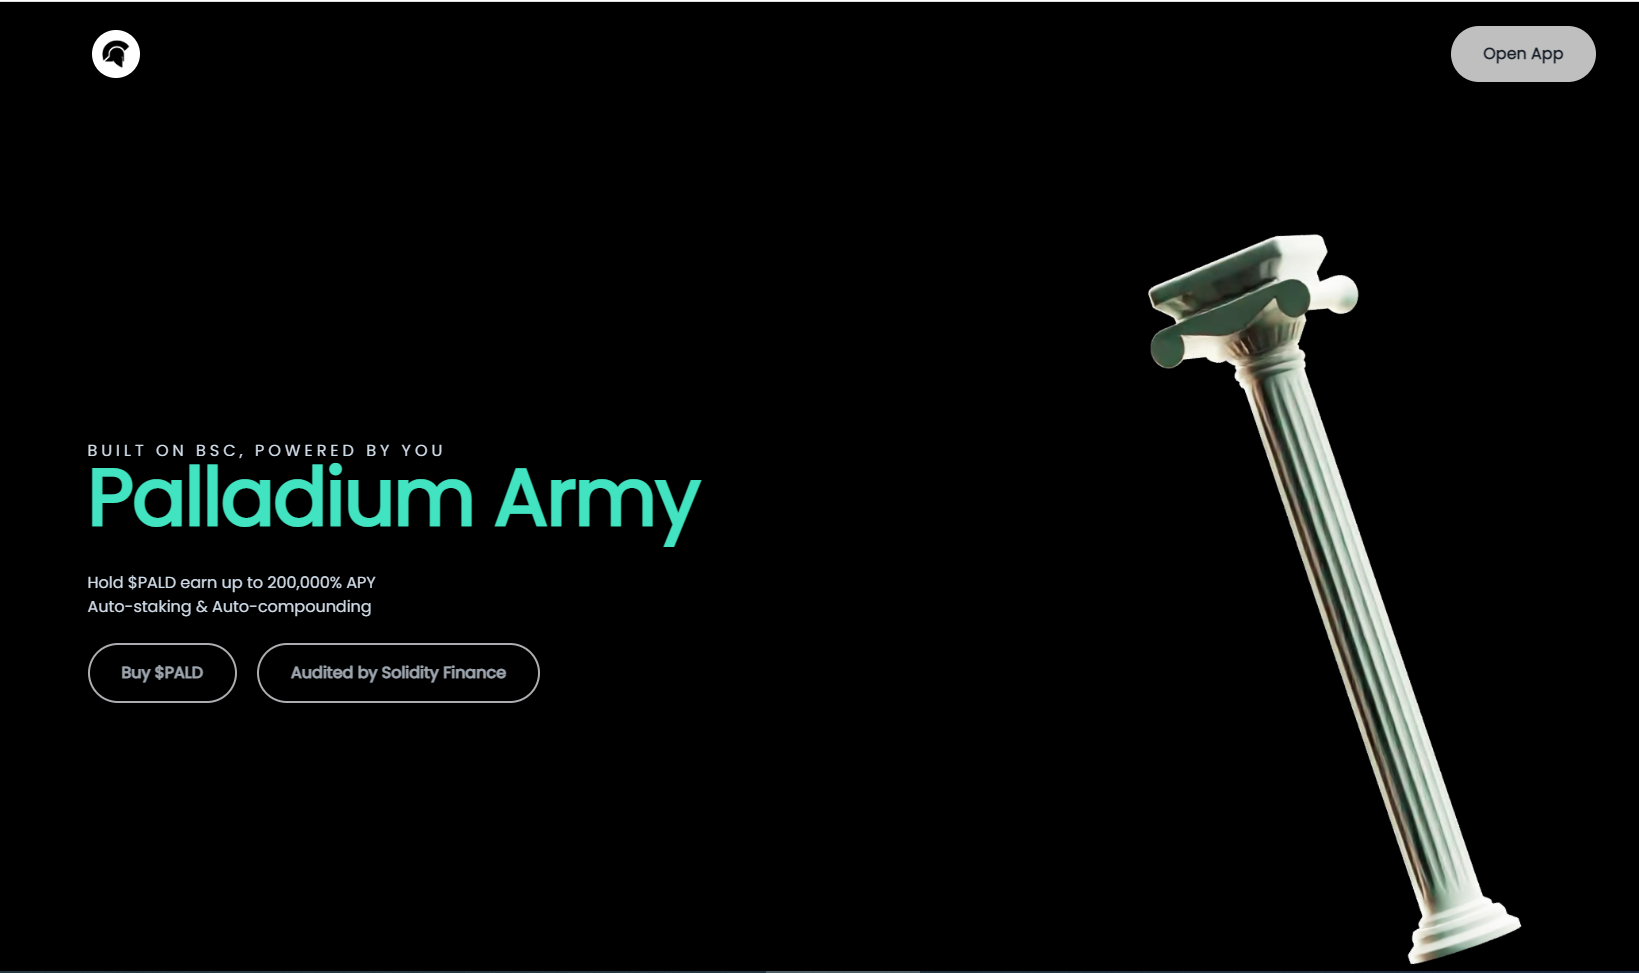 Open App
BUILT ON BSC, POWERED BY YOU
Palladium Army
Hold $PALD earn up to 200,000% APY
Auto-staking & Auto-compounding
Buy $PALD
Audited by Solidity Finance